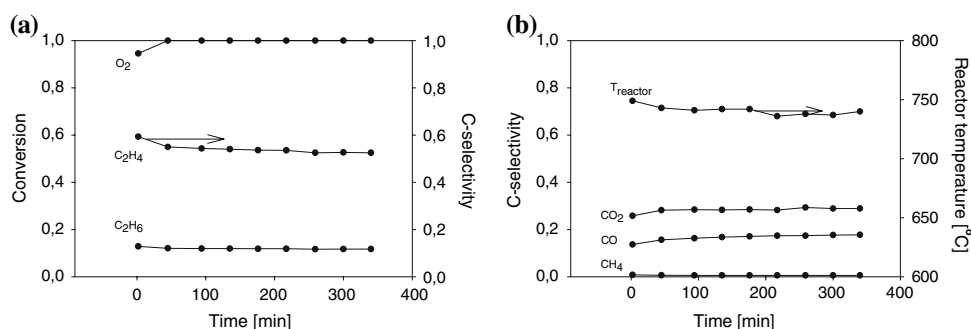 (a)
1,0
0,8
0,6
0,4
0,2
0,0
Conversion
O2
C2H4
C2H6
1,0
0,8
0,6
0,4
0,2
0,0
C-selectivity
0 100 200 300 400
Time [min]
(b)
1,0
0,8
0,6
0,4
0,2
0,0
C-selectivity
Treactor
CO2
CO
CH4
800
750
700
650
600
Reactor temperature [°C]
0 100 200 300 400
Time [min]